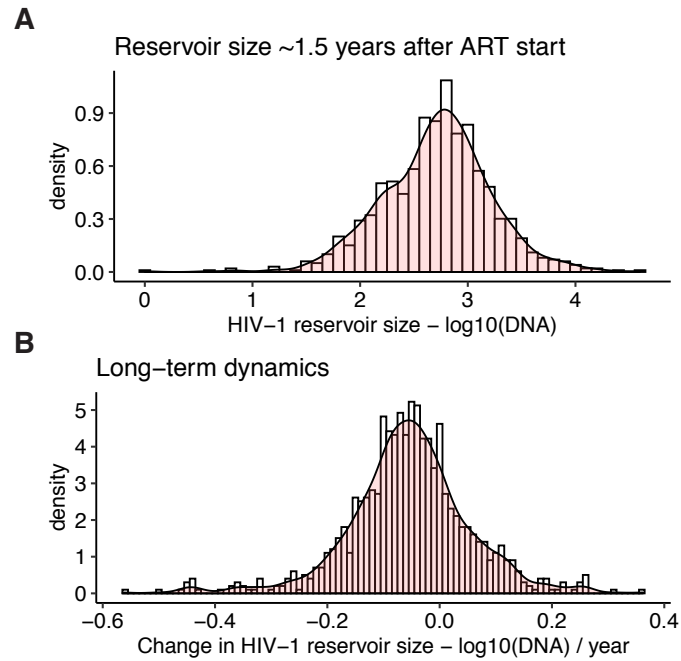 A
Reservoir size ~1.5 years after ART start
density
0.9
0.6
0.3
0.0
0 1 2 3 4
HIV−1 reservoir size − log10(DNA)
B
Long−term dynamics
density
5
4
3
2
1
0
−0.6 −0.4 −0.2 0.0 0.2 0.4
Change in HIV−1 reservoir size − log10(DNA) / year